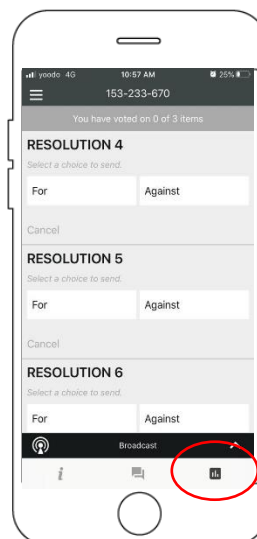 yoodo 4G 10:57 AM 25%
153-233-670
You have voted on 0 of 3 items
RESOLUTION 4
Select a choice to send.
For Against
Cancel
RESOLUTION 5
Select a choice to send.
For Against
Cancel
RESOLUTION 6
Select a choice to send.
For Against
Broadcast
i